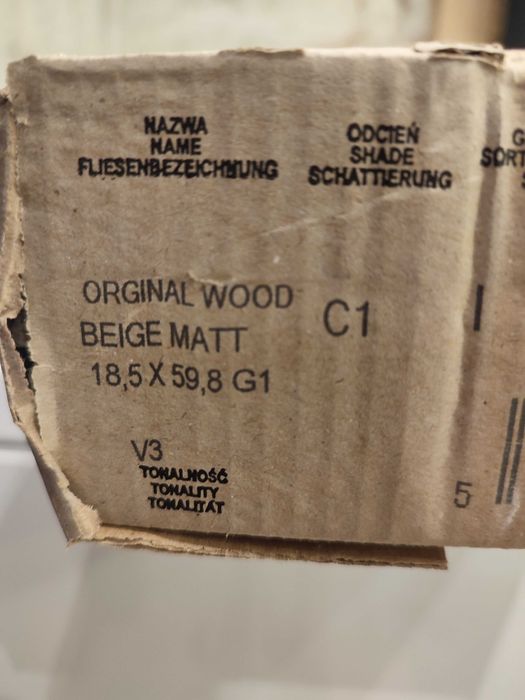 NAZWA
NAME
FLIESENBEZEICHNUNG
ODCIEŃ
SHADE
SCHATTIERUNG
ORGINAL WOOD
BEIGE MATT
18,5 X 59,8 G1
C1
V3
TONALNOŚĆ
TONALITY
TONALITÄT
5